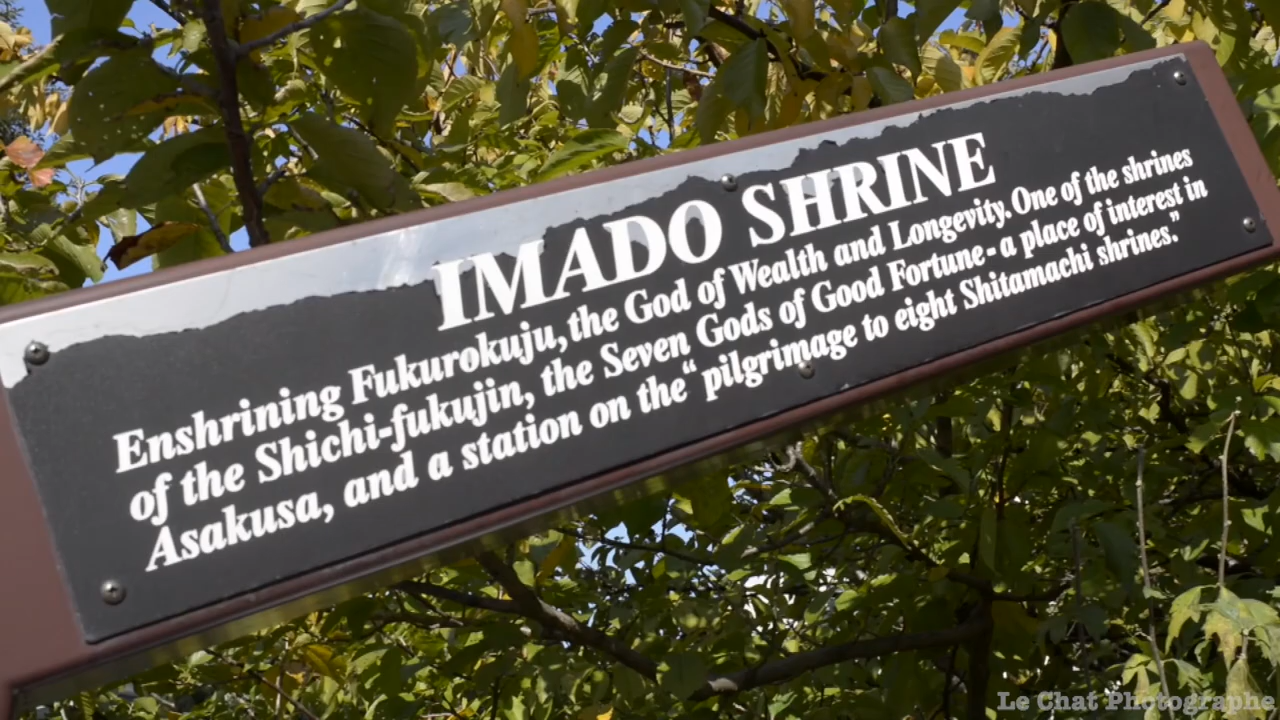 IMADO SHRINE
Enshrining Fukurokuju, the God of Wealth and Longevity. One of the shrines
of the Shichi-fukujin, the Seven Gods of Good Fortune - a place of interest in
Asakusa, and a station on the “pilgrimage to eight Shitamachi shrines.”
Le Chat Photographe